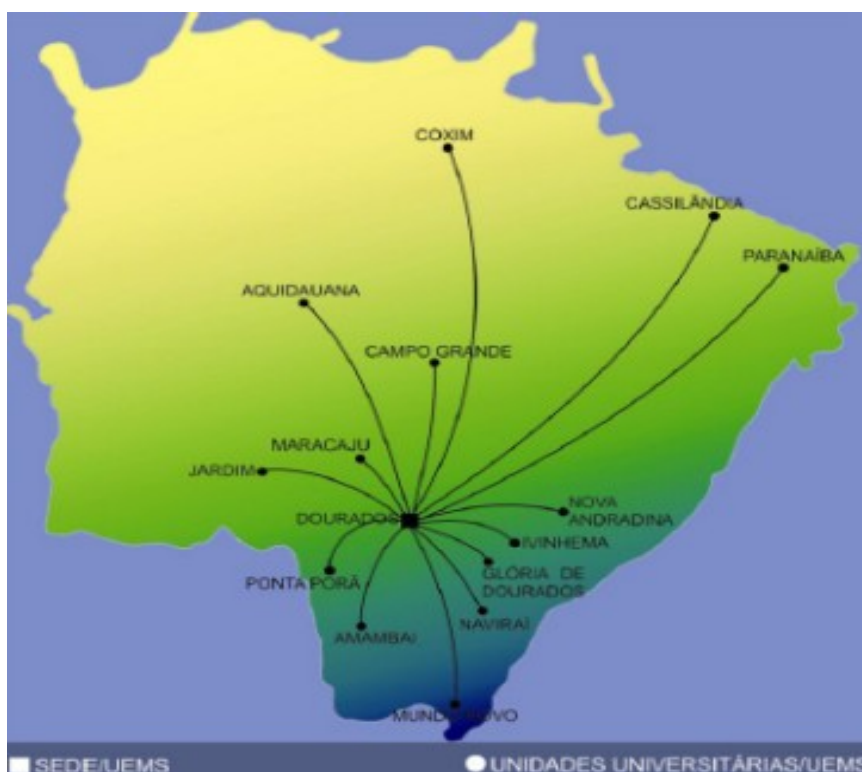 COXIM
CASSILÂNDIA
PARANAÍBA
AQUIDAUANA
CAMPO GRANDE
MARACAJU
JARDIM
DOURADOS
NOVA
ANDRADINA
IVINHEMA
GLÓRIA DE
DOURADOS
PONTA PORÃ
NAVIRAÍ
AMAMBAI
MUNDO NOVO
SEDE/UEMS
UNIDADES UNIVERSITÁRIAS/UEMS